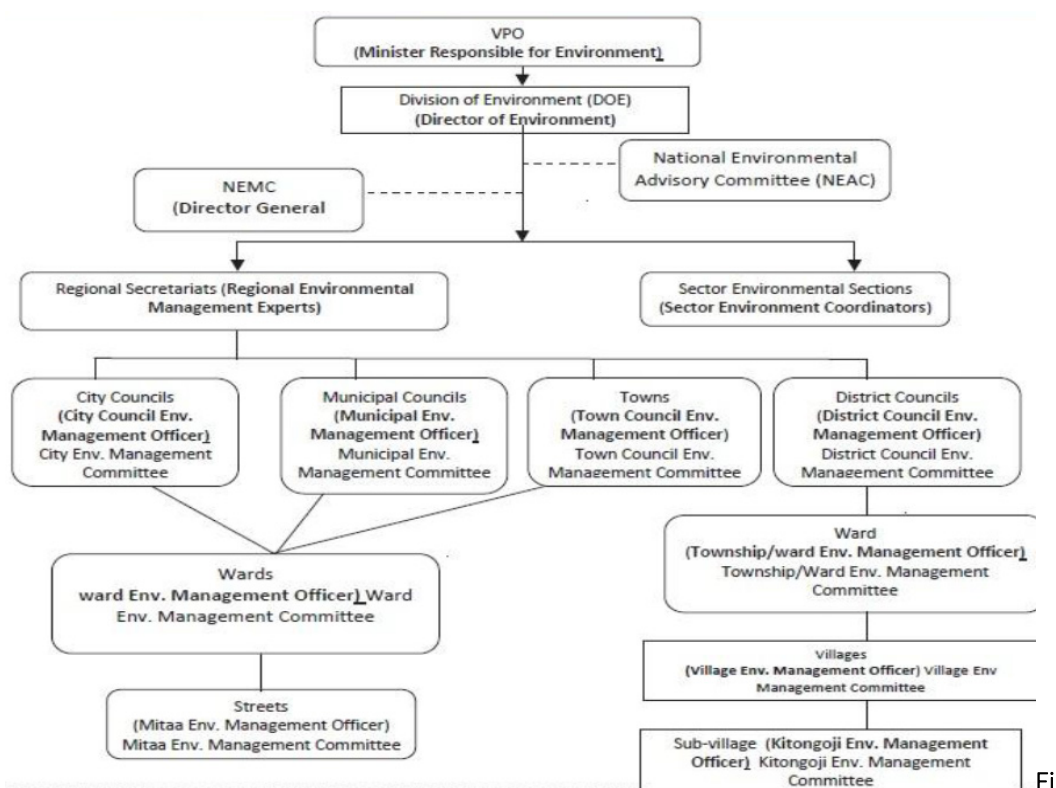 VPO
(Minister Responsible for Environment)
Division of Environment (DOE)
(Director of Environment)
National Environmental
Advisory Committee (NEAC)
NEMC
(Director General
Regional Secretariats (Regional Environmental
Management Experts)
Sector Environmental Sections
(Sector Environment Coordinators)
City Councils
(City Council Env.
Management Officer)
City Env. Management
Committee
Municipal Councils
(Municipal Env.
Management Officer)
Municipal Env.
Management Committee
Towns
(Town Council Env.
Management Officer)
Town Council Env.
Management Committee
District Councils
(District Council Env.
Management Officer)
District Council Env.
Management Committee
Wards
ward Env. Management Officer) Ward
Env. Management Committee
Ward
(Township/ward Env. Management Officer)
Township/Ward Env. Management
Committee
Streets
(Mitaa Env. Management Officer)
Mitaa Env. Management Committee
Villages
(Village Env. Management Officer) Village Env
Management Committee
Sub-village (Kitongoji Env. Management
Officer) Kitongoji Env. Management
Committee
Fi